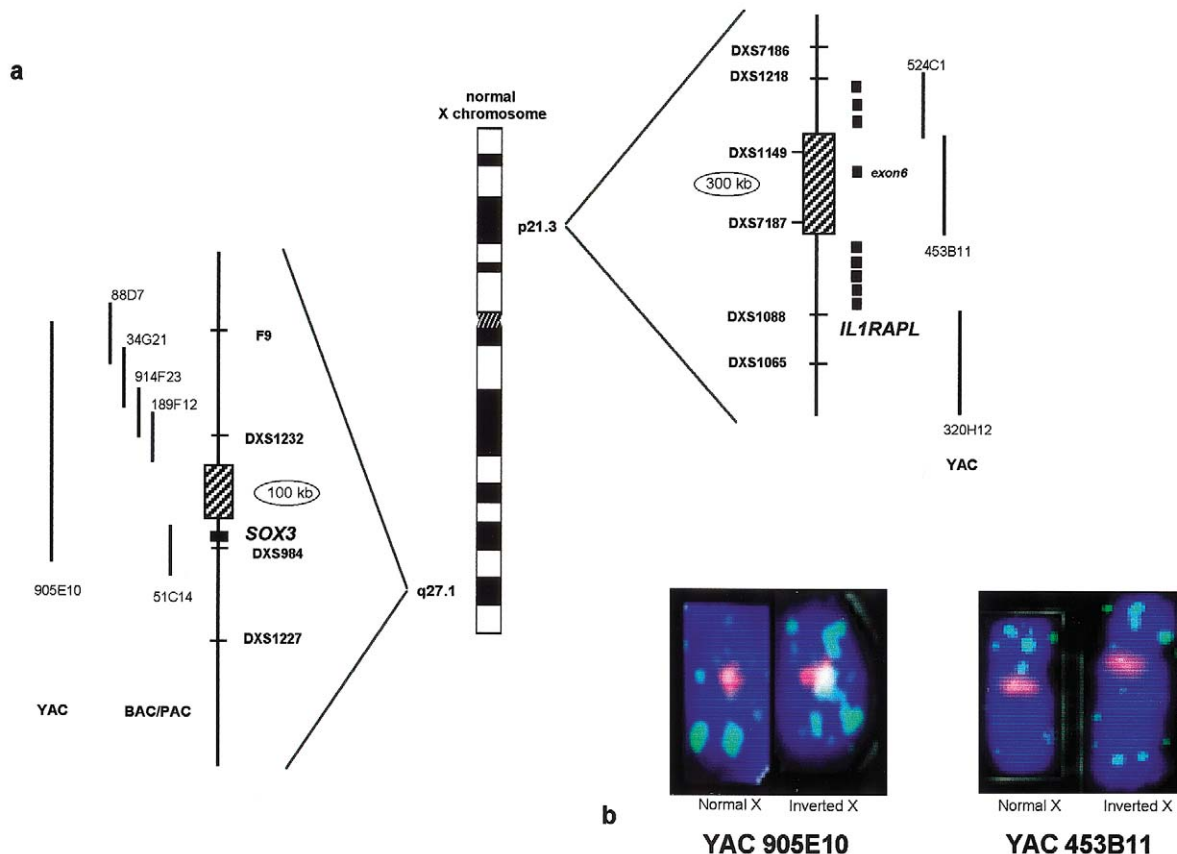 a
normal
X chromosome
p21.3
q27.1
88D7
34G21
914F23
189F12
F9
DXS1232
100 kb
SOX3
DXS984
905E10
51C14
DXS1227
YAC
BAC/PAC
DXS7186
DXS1218
524C1
DXS1149
exon6
300 kb
DXS7187
453B11
DXS1088
IL1RAPL
DXS1065
320H12
YAC
b
Normal X
Inverted X
YAC 905E10
Normal X
Inverted X
YAC 453B11